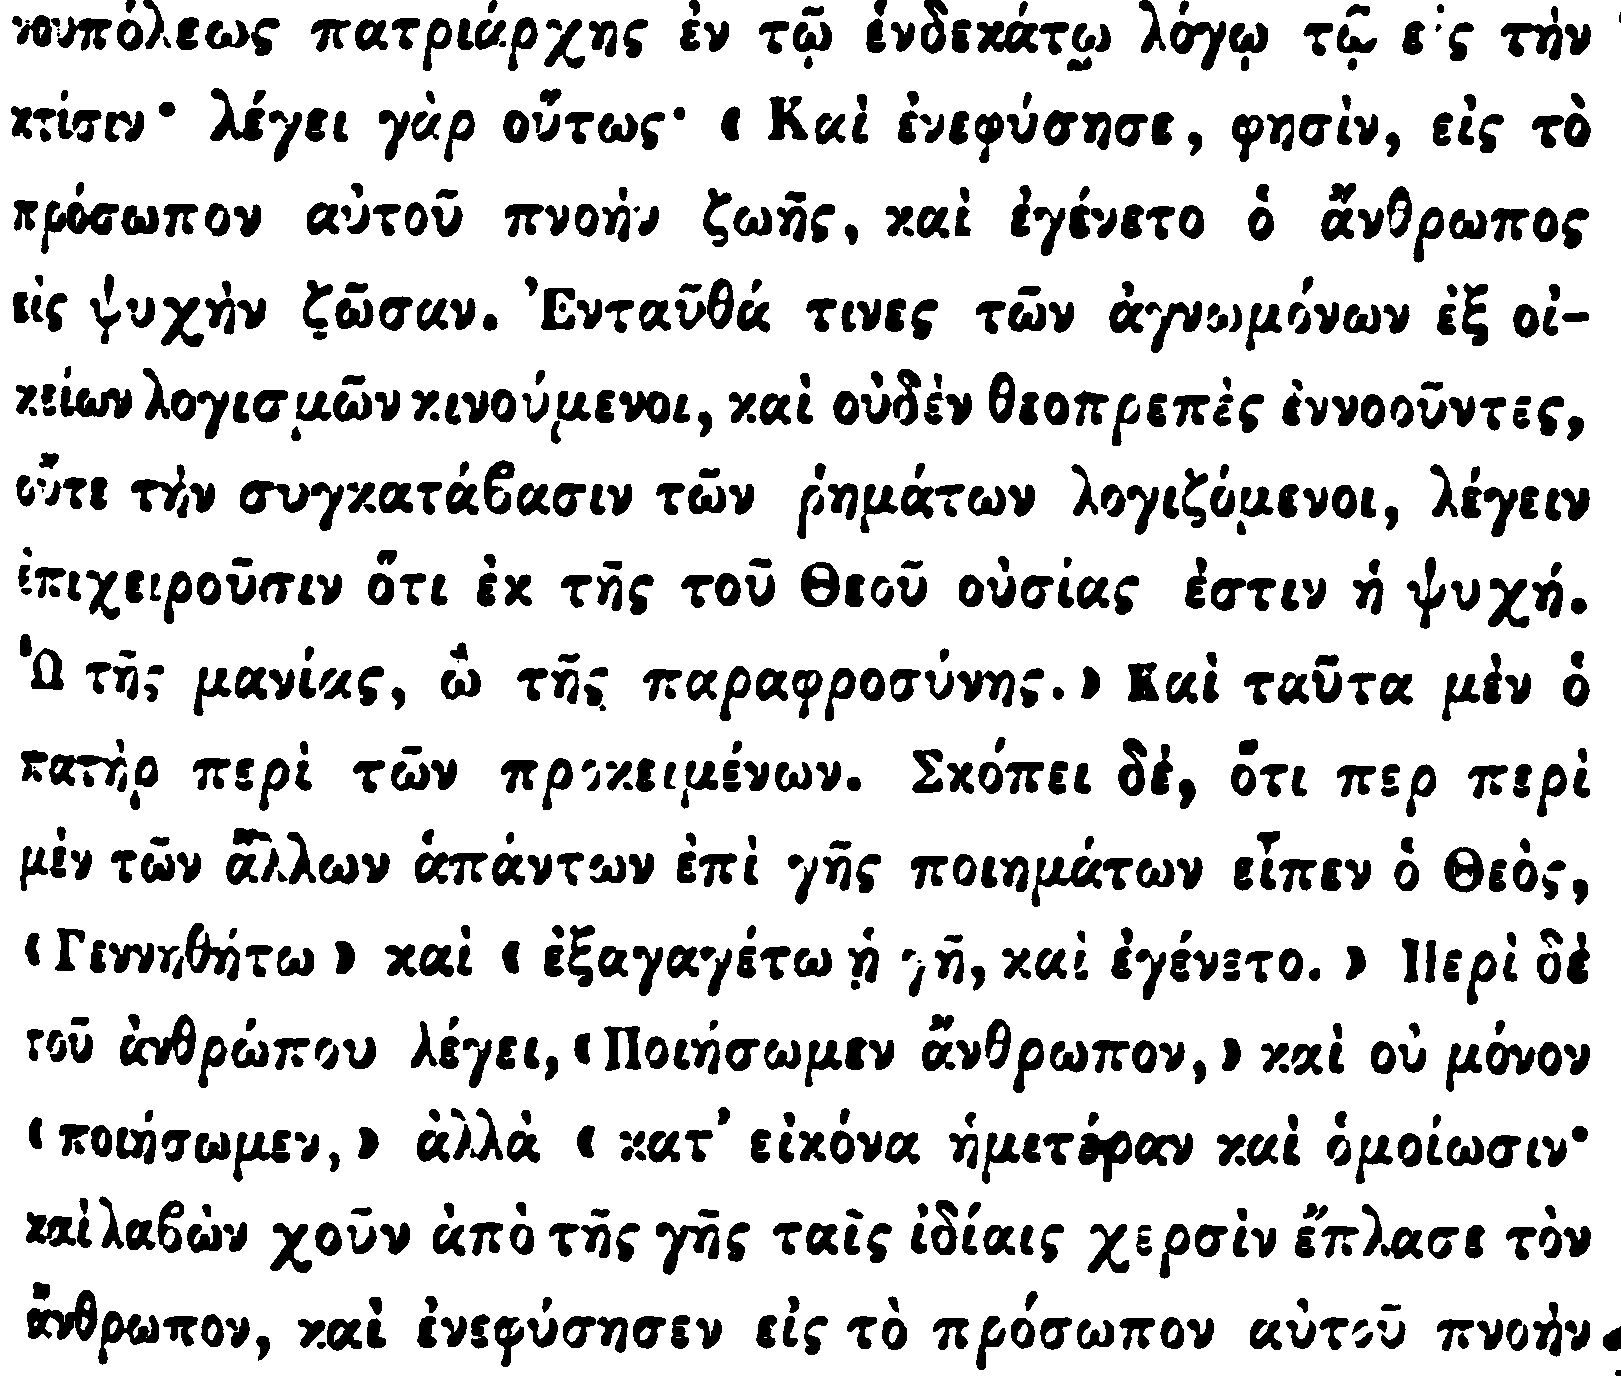 νουπόλεως πατριάρχης ἐν τῷ ἑνδεκάτῳ λόγῳ τῷ εἰς τὴν
κτίσιν· λέγει γὰρ οὕτως· « Καὶ ἐνεφύσησε, φησὶν, εἰς τὸ
πρόσωπον αὐτοῦ πνοὴν ζωῆς, καὶ ἐγένετο ὁ ἄνθρωπος
εἰς ψυχὴν ζῶσαν. Ἐνταῦθά τινες τῶν ἀγνωμόνων ἐξ οἰ-
κείων λογισμῶν κινούμενοι, καὶ οὐδὲν θεοπρεπὲς ἐννοοῦντες,
οὔτε τὴν συγκατάβασιν τῶν ῥημάτων λογιζόμενοι, λέγειν
ἐπιχειροῦσιν ὅτι ἐκ τῆς τοῦ Θεοῦ οὐσίας ἐστιν ἡ ψυχή.
Ὢ τῆς μανίας, ὢ τῆς παραφροσύνης. » Καὶ ταῦτα μὲν ὁ
πατὴρ περὶ τῶν προκειμένων. Σκόπει δὲ, ὅτι περ περὶ
μὲν τῶν ἄλλων ἁπάντων ἐπὶ γῆς ποιημάτων εἶπεν ὁ Θεὸς,
« Γεννηθήτω » καὶ « ἐξαγαγέτω ἡ γῆ, καὶ ἐγένετο. » Περὶ δὲ
τοῦ ἀνθρώπου λέγει, « Ποιήσωμεν ἄνθρωπον, » καὶ οὐ μόνον
« ποιήσωμεν, » ἀλλὰ « κατ' εἰκόνα ἡμετέραν καὶ ὁμοίωσιν·
καὶ λαβὼν χοῦν ἀπὸ τῆς γῆς ταῖς ἰδίαις χερσὶν ἔπλασε τὸν
ἄνθρωπον, καὶ ἐνεφύσησεν εἰς τὸ πρόσωπον αὐτοῦ πνοὴν